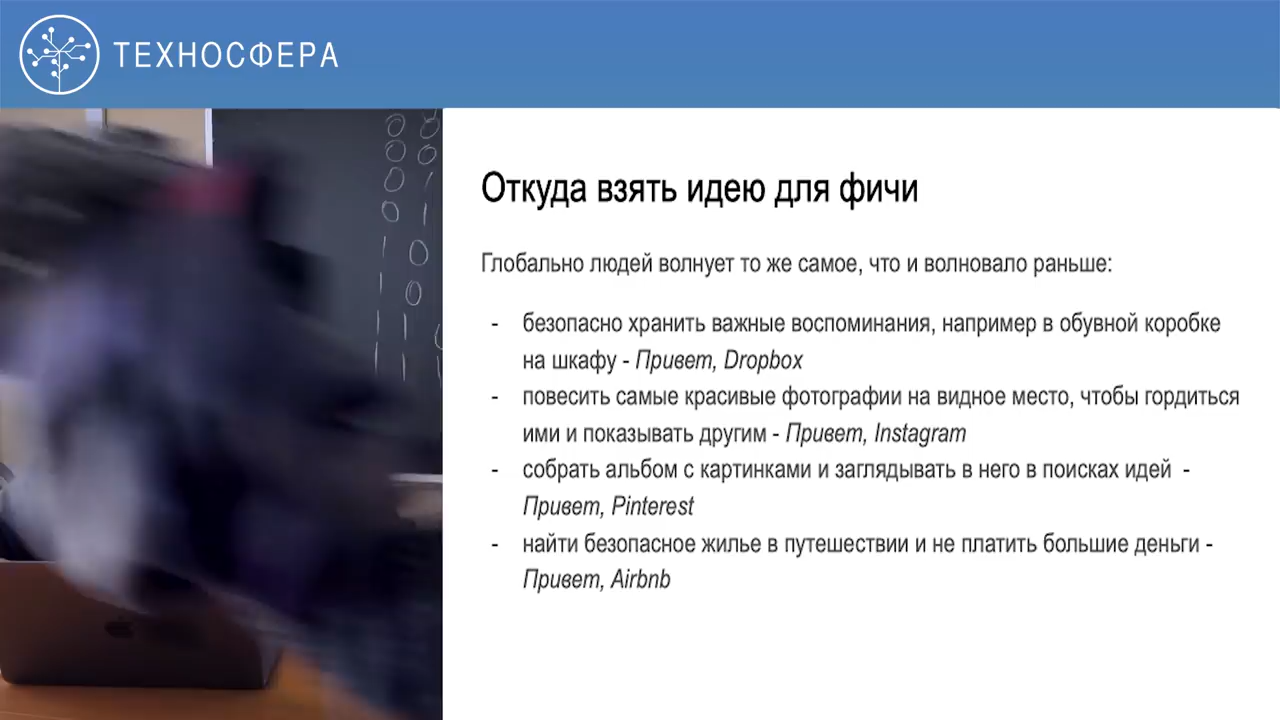 ТЕХНОСФЕРА
Откуда взять идею для фичи
Глобально людей волнует то же самое, что и волновало раньше:
- безопасно хранить важные воспоминания, например в обувной коробке
на шкафу - Привет, Dropbox
- повесить самые красивые фотографии на видное место, чтобы гордиться
ими и показывать другим - Привет, Instagram
- собрать альбом с картинками и заглядывать в него в поисках идей -
Привет, Pinterest
- найти безопасное жилье в путешествии и не платить большие деньги -
Привет, Airbnb